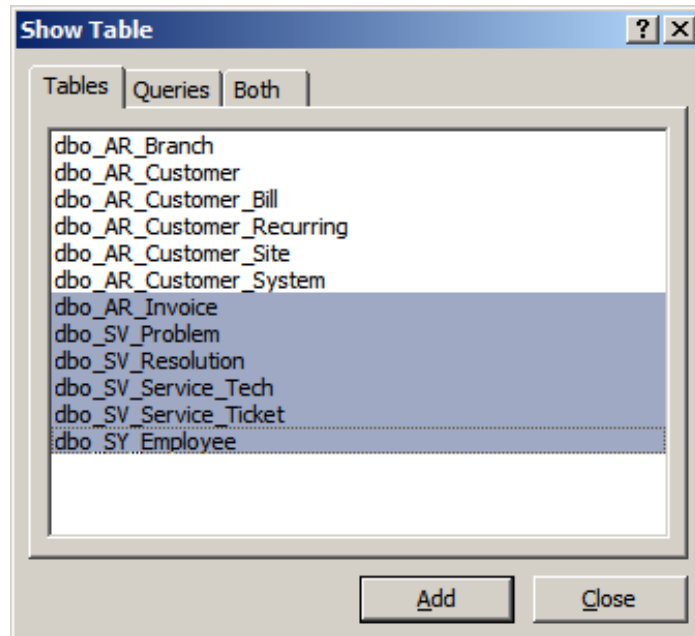 Show Table
Tables Queries Both
dbo_AR_Branch
dbo_AR_Customer
dbo_AR_Customer_Bill
dbo_AR_Customer_Recurring
dbo_AR_Customer_Site
dbo_AR_Customer_System
dbo_AR_Invoice
dbo_SV_Problem
dbo_SV_Resolution
dbo_SV_Service_Tech
dbo_SV_Service_Ticket
dbo_SY_Employee
Add Close